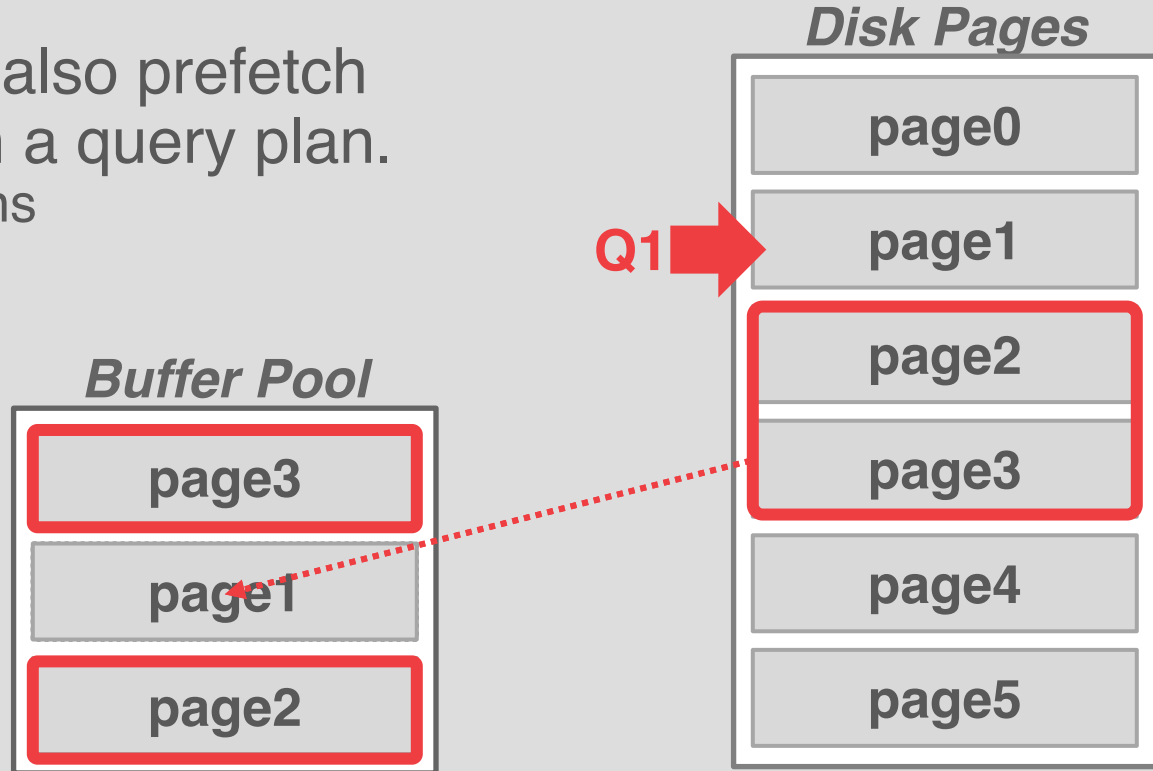 also prefetch
a query plan.
Disk Pages
page0
page1
Q1
page2
page3
page4
page5
Buffer Pool
page3
page1
page2